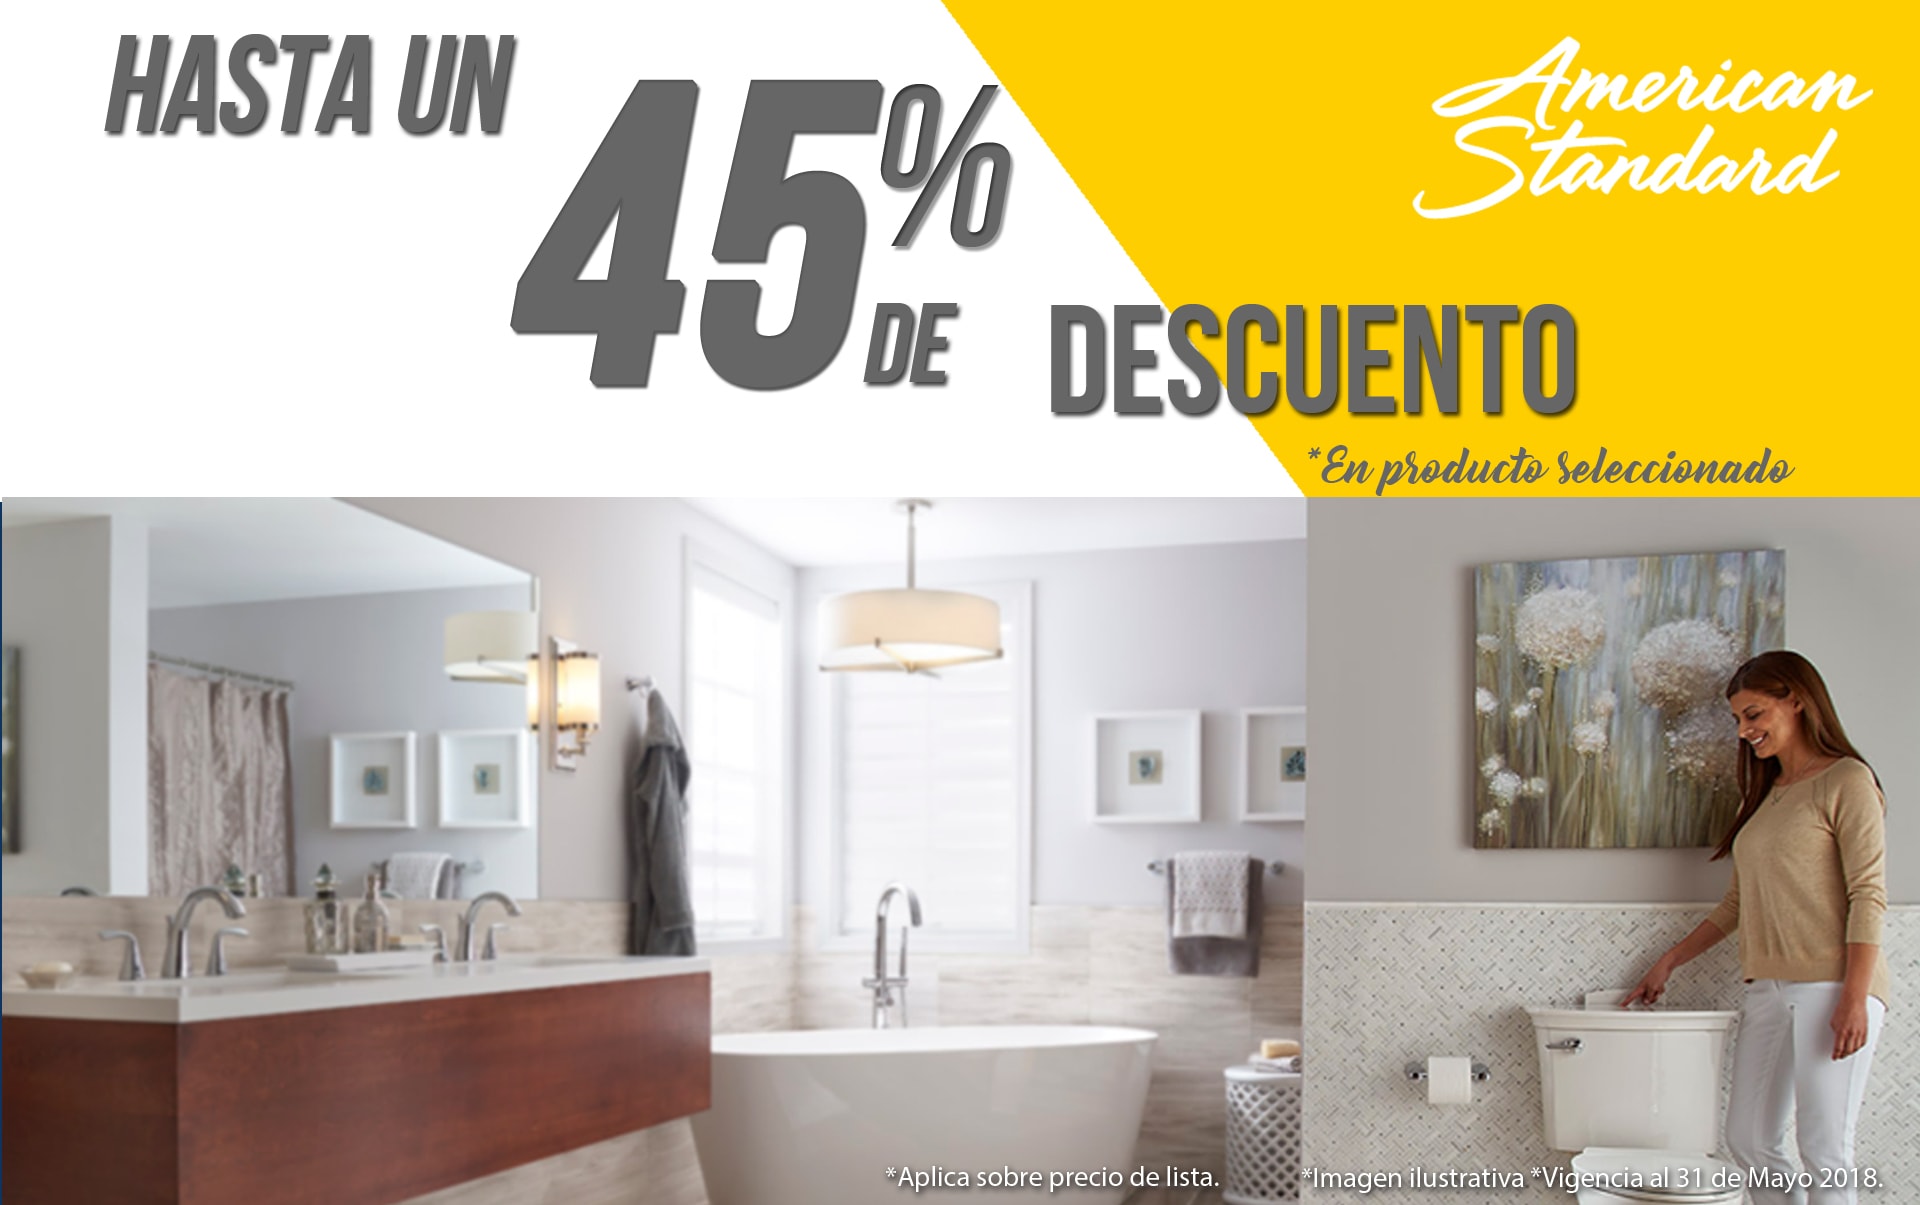 HASTA UN
45%
DE DESCUENTO
American
Standard
*En producto seleccionado
*Aplica sobre precio de lista.
*Imagen ilustrativa *Vigencia al 31 de Mayo 2018.